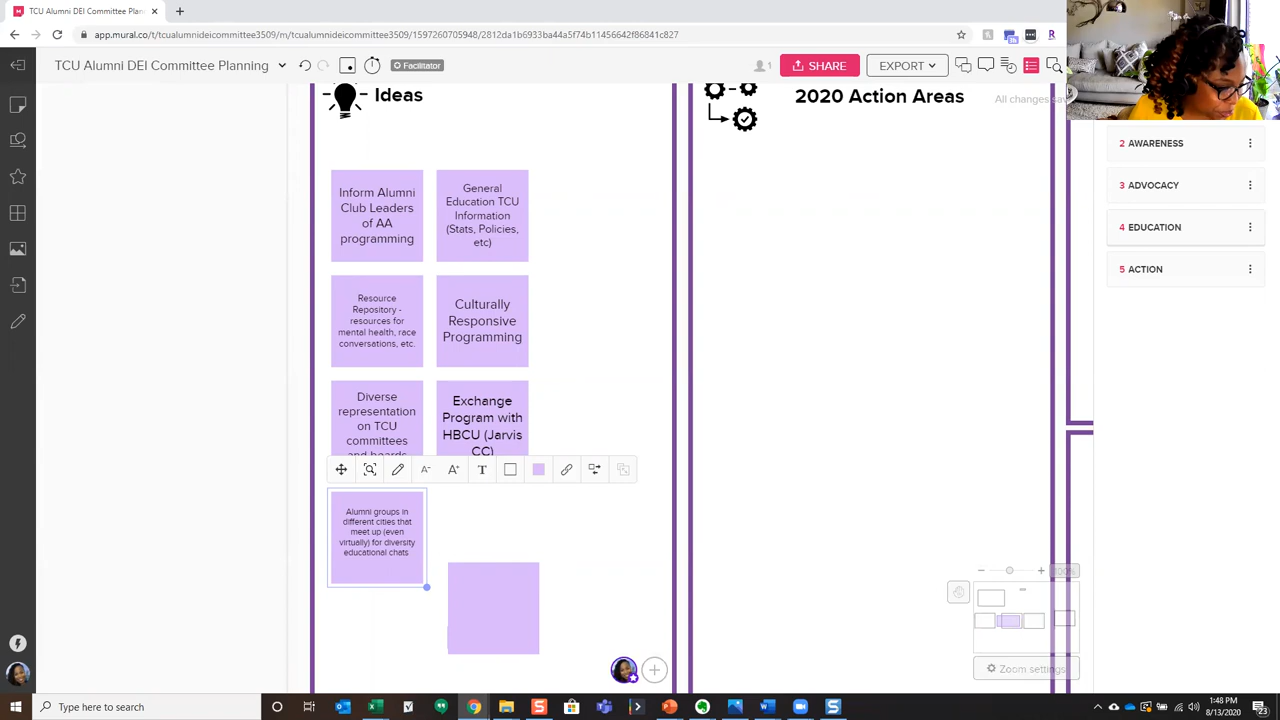 TCU Alumni DEI Committee Planning
app.mural.co/t/tcualumnideicommittee3509/m/tcualumnideicommittee3509/1597260705948/2812da1b6933ba44a5f74b11456642f86841c827
TCU Alumni DEI Committee Planning
Facilitator
1
SHARE
EXPORT
Ideas
2020 Action Areas
All changes
2 AWARENESS
3 ADVOCACY
4 EDUCATION
5 ACTION
Inform Alumni
Club Leaders
of AA
programming
General
Education TCU
Information
(Stats, Policies,
etc)
Resource
Repository -
resources for
mental health, race
conversations, etc.
Culturally
Responsive
Programming
Diverse
representation
on TCU
committees
and boards
Exchange
Program with
HBCU (Jarvis
CC)
A-
A+
T
Alumni groups in
different cities that
meet up (even
virtually) for diversity
educational chats
Zoom settings
Type here to search
1:48 PM
8/13/2020